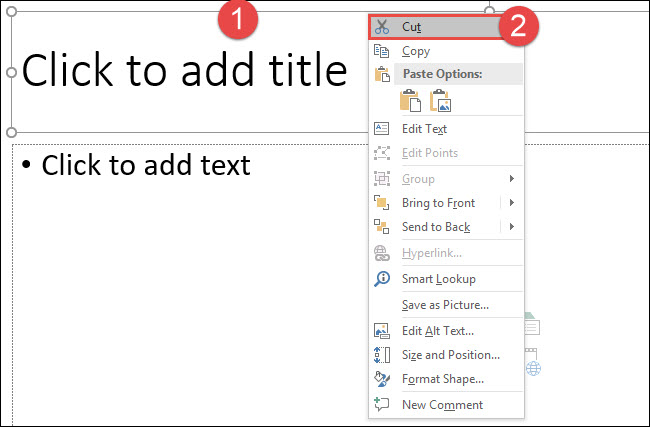 1
2
Click to add title
• Click to add text
Cut
Copy
Paste Options:
Edit Text
Edit Points
Group
Bring to Front
Send to Back
Hyperlink...
Smart Lookup
Save as Picture...
Edit Alt Text...
Size and Position...
Format Shape...
New Comment